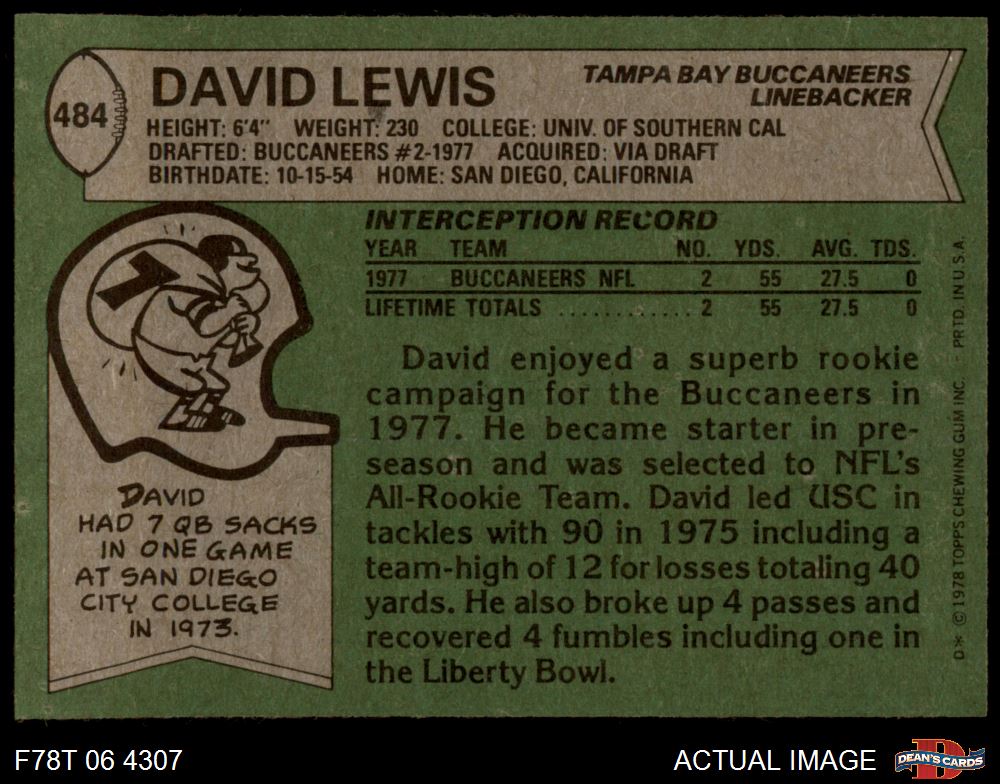 484
DAVID LEWIS
TAMPA BAY BUCCANEERS
LINEBACKER
HEIGHT: 6'4" WEIGHT: 230 COLLEGE: UNIV. OF SOUTHERN CAL
DRAFTED: BUCCANEERS #2-1977 ACQUIRED: VIA DRAFT
BIRTHDATE: 10-15-54 HOME: SAN DIEGO, CALIFORNIA
INTERCEPTION RECORD
YEAR TEAM NO. YDS. AVG. TDS.
1977 BUCCANEERS NFL 2 55 27.5 0
LIFETIME TOTALS ............ 2 55 27.5 0
David enjoyed a superb rookie
campaign for the Buccaneers in
1977. He became starter in pre-
season and was selected to NFL's
All-Rookie Team. David led USC in
tackles with 90 in 1975 including a
team-high of 12 for losses totaling 40
yards. He also broke up 4 passes and
recovered 4 fumbles including one in
the Liberty Bowl.
7
DAVID
HAD 7 QB SACKS
IN ONE GAME
AT SAN DIEGO
CITY COLLEGE
IN 1973.
D* © 1978 TOPPS CHEWING GUM INC. - PRTD. IN U.S.A.
F78T 06 4307
ACTUAL IMAGE
D
DEAN'S CARDS